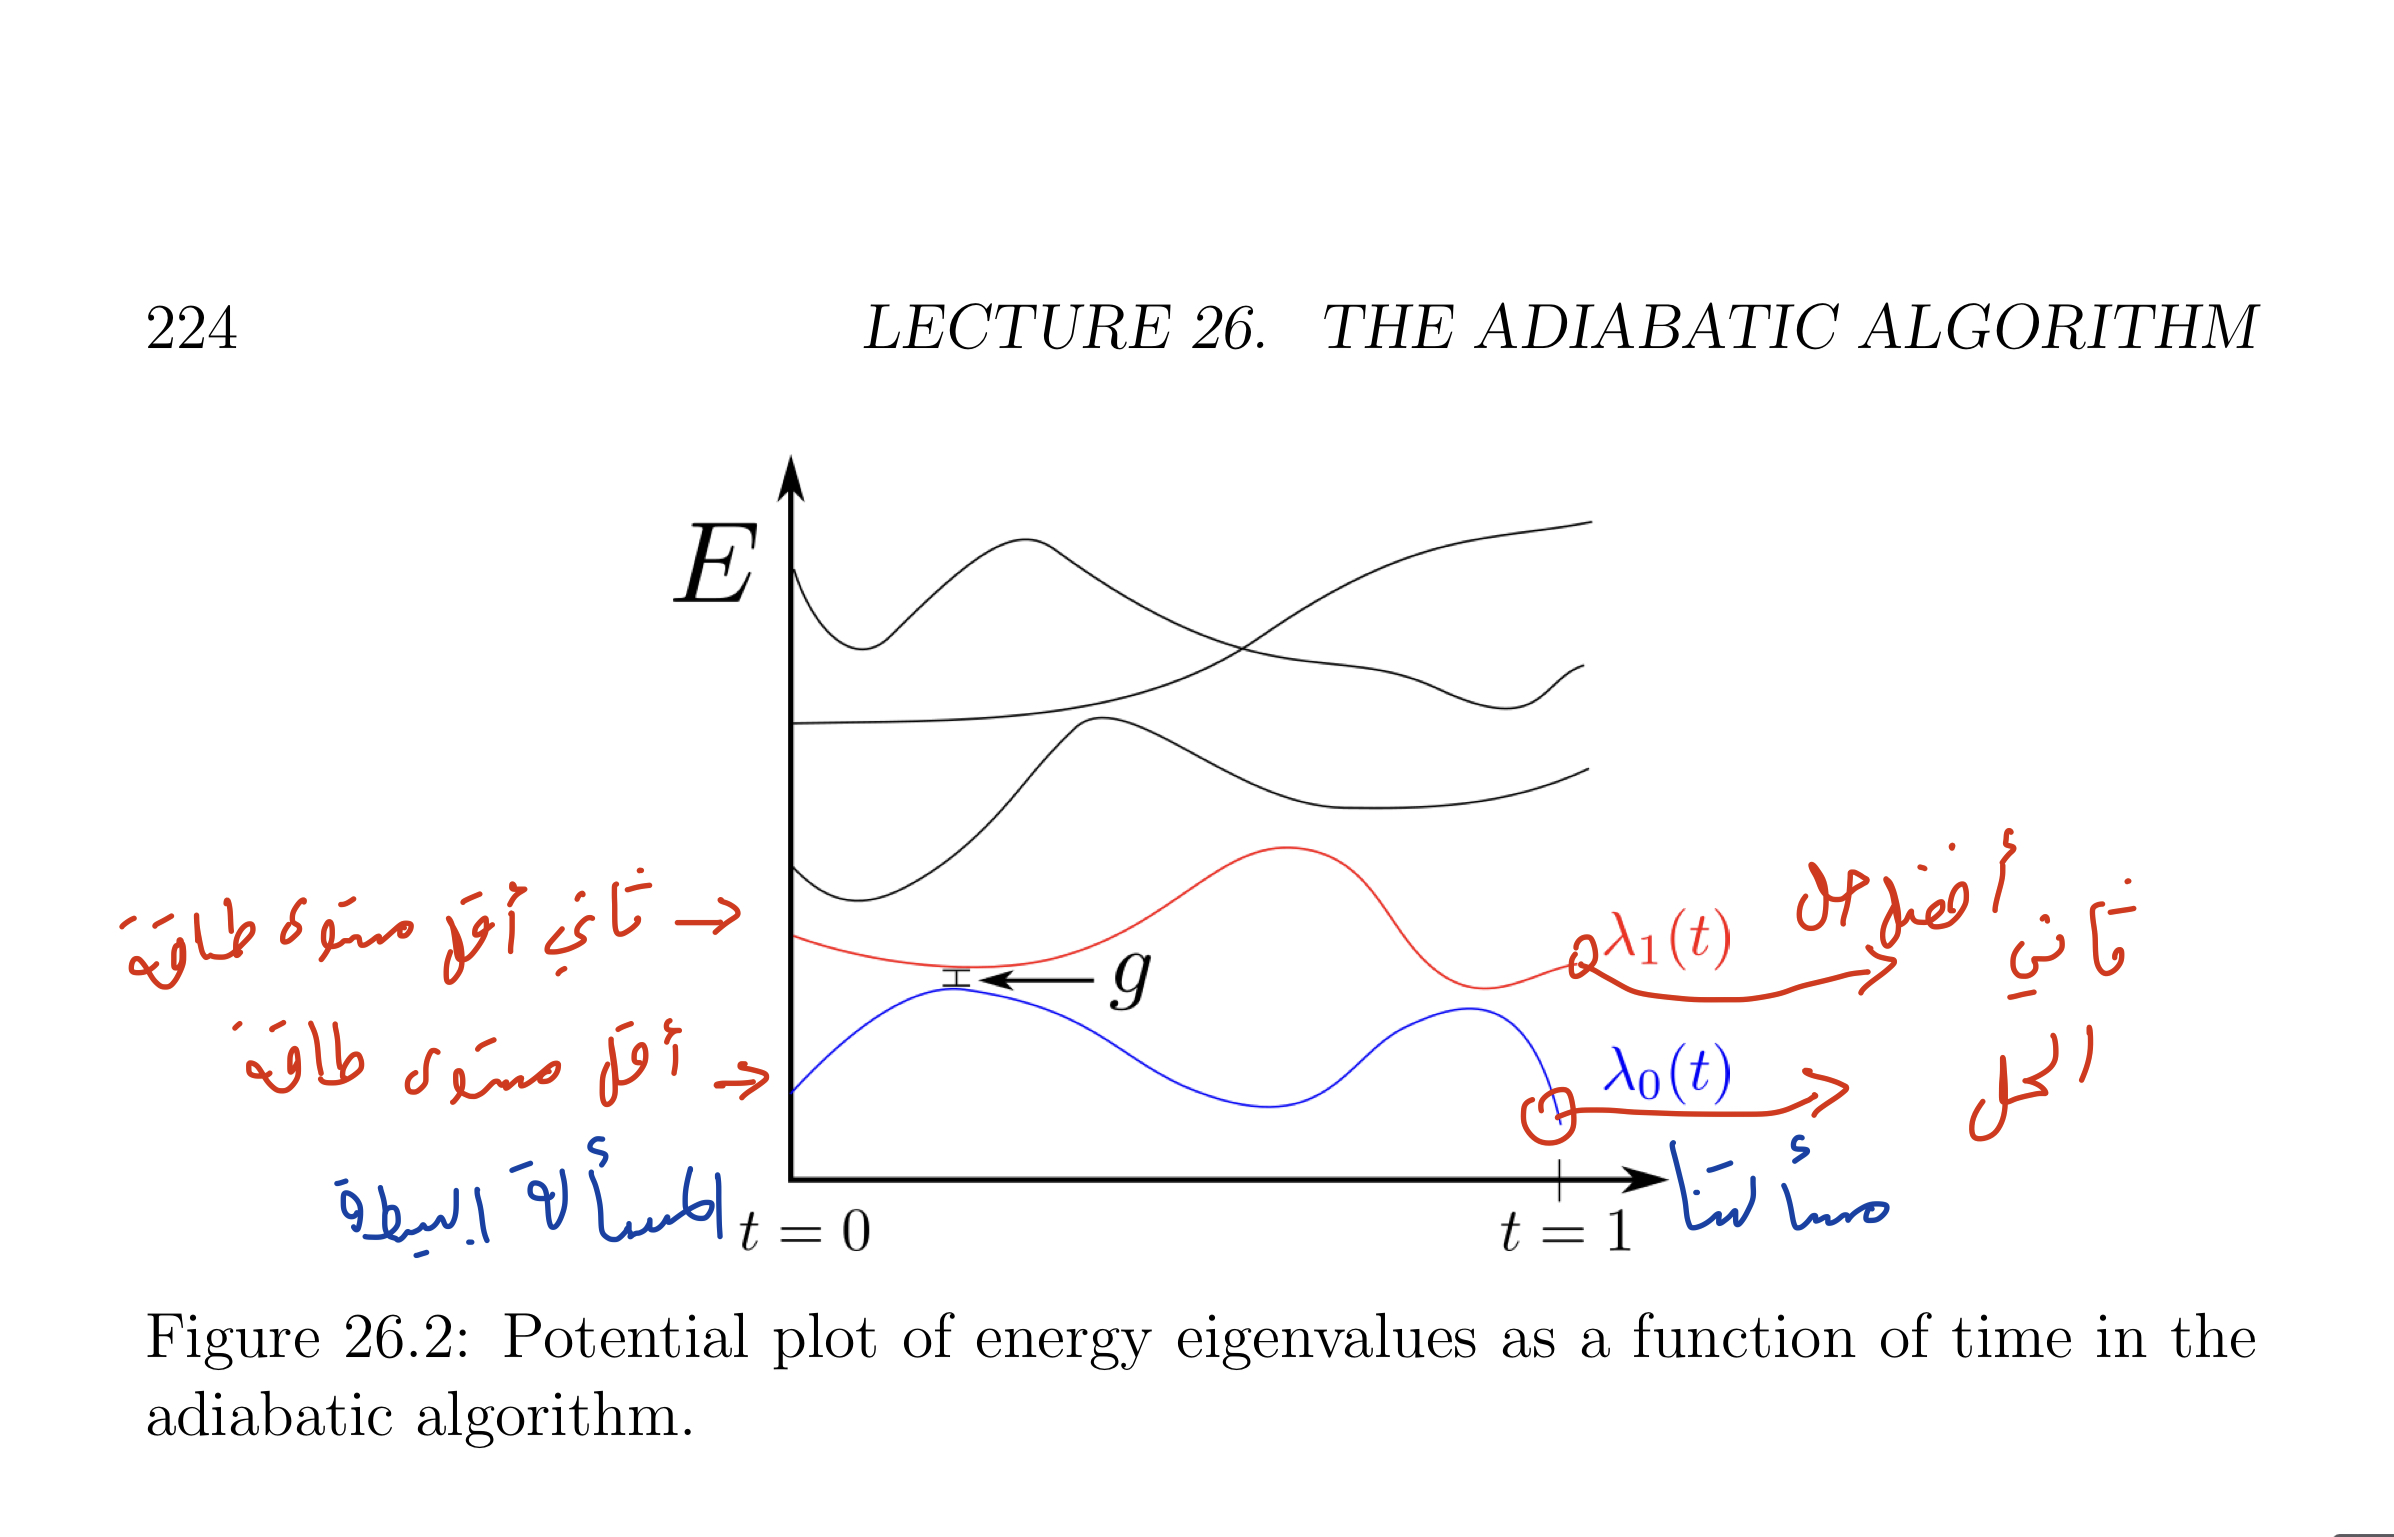 224 LECTURE 26. THE ADIABATIC ALGORITHM
E
ثاني أقل مستوى طاقة →
أقل مستوى طاقة →
المسألة البسيطة
g
λ₁(t)
ثاني أفضل حل
λ₀(t)
الحل
مسألتنا
t = 0
t = 1
Figure 26.2: Potential plot of energy eigenvalues as a function of time in the
adiabatic algorithm.